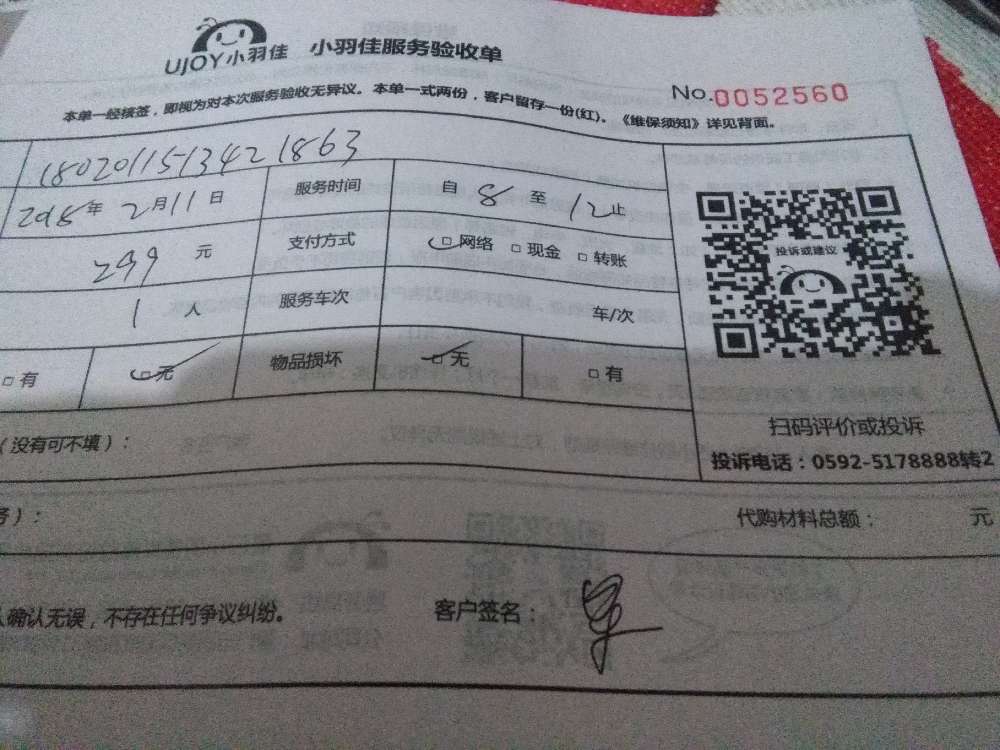 UJOY小羽佳 小羽佳服务验收单
No.0052560
本单一经核签，即视为对本次服务验收无异议。本单一式两份，客户留存一份(红)。《维保须知》详见背面。
1802011513421863
2018年 2月11日 服务时间 自 8 至 12止
299 元 支付方式 □网络 □现金 □转账
1 人 服务车次 车/次
□有 □无 物品损坏 □无 □有
投诉或建议
扫码评价或投诉
投诉电话：0592-5178888转2
（没有可不填）：
务）： 代购材料总额： 元
人确认无误，不存在任何争议纠纷。 客户签名：